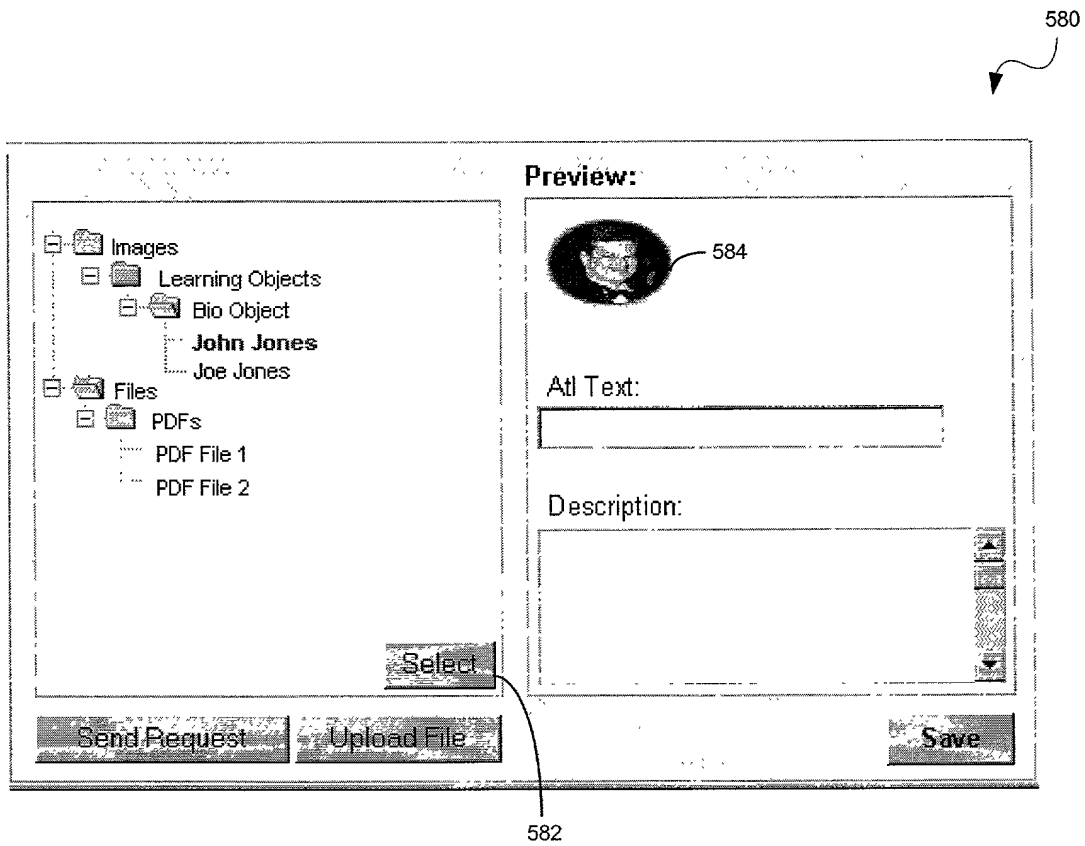 580
Preview:
Images
Learning Objects
Bio Object
John Jones
Joe Jones
Files
PDFs
PDF File 1
PDF File 2
Select
584
Atl Text:
Description:
Send Request
Upload File
Save
582